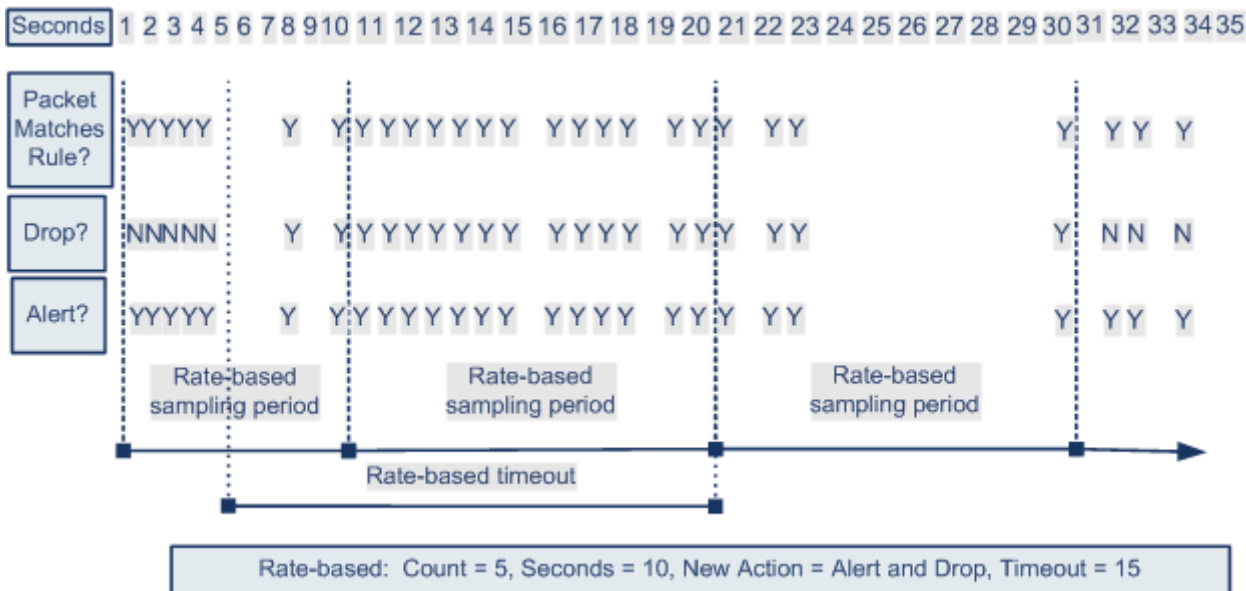 Seconds 1 2 3 4 5 6 7 8 9 10 11 12 13 14 15 16 17 18 19 20 21 22 23 24 25 26 27 28 29 30 31 32 33 34 35
Packet
Matches
Rule?
YYYYY Y Y Y Y Y Y Y Y Y Y Y Y Y Y Y Y Y Y Y Y Y Y
Drop? NNNNN Y Y Y Y Y Y Y Y Y Y Y Y Y Y Y Y Y Y Y N N N
Alert? YYYYY Y Y Y Y Y Y Y Y Y Y Y Y Y Y Y Y Y Y Y Y Y Y
Rate-based
sampling period
Rate-based
sampling period
Rate-based
sampling period
Rate-based timeout
Rate-based: Count = 5, Seconds = 10, New Action = Alert and Drop, Timeout = 15